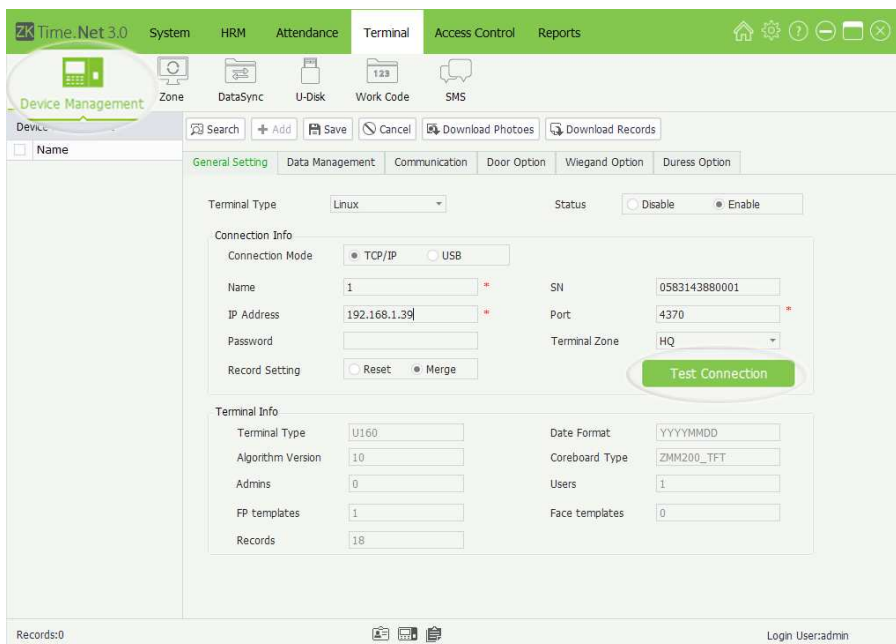 ZK Time.Net 3.0 System HRM Attendance Terminal Access Control Reports
Device Management Zone DataSync U-Disk Work Code SMS
123
Search Add Save Cancel Download Photoes Download Records
Name
General Setting Data Management Communication Door Option Wiegand Option Duress Option
Terminal Type Linux Status Disable Enable
Connection Info
Connection Mode TCP/IP USB
Name 1 * SN 0583143880001
IP Address 192.168.1.39 * Port 4370 *
Password Terminal Zone HQ
Record Setting Reset Merge Test Connection
Terminal Info
Terminal Type U160 Date Format YYYYMMDD
Algorithm Version 10 Coreboard Type ZMM200_TFT
Admins 0 Users 1
FP templates 1 Face templates 0
Records 18
Records:0 Login User:admin